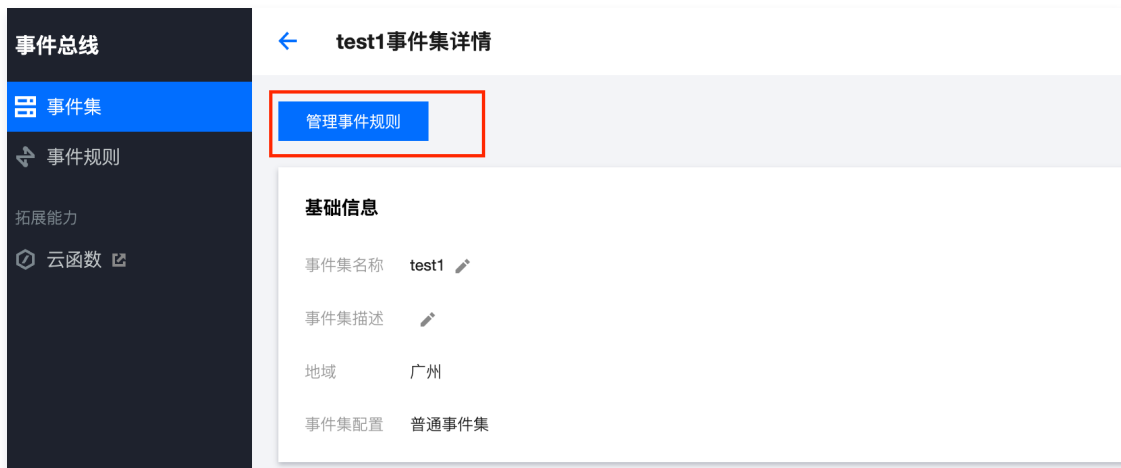 事件总线
事件集
事件规则
拓展能力
云函数
test1事件集详情
管理事件规则
基础信息
事件集名称 test1
事件集描述
地域 广州
事件集配置 普通事件集